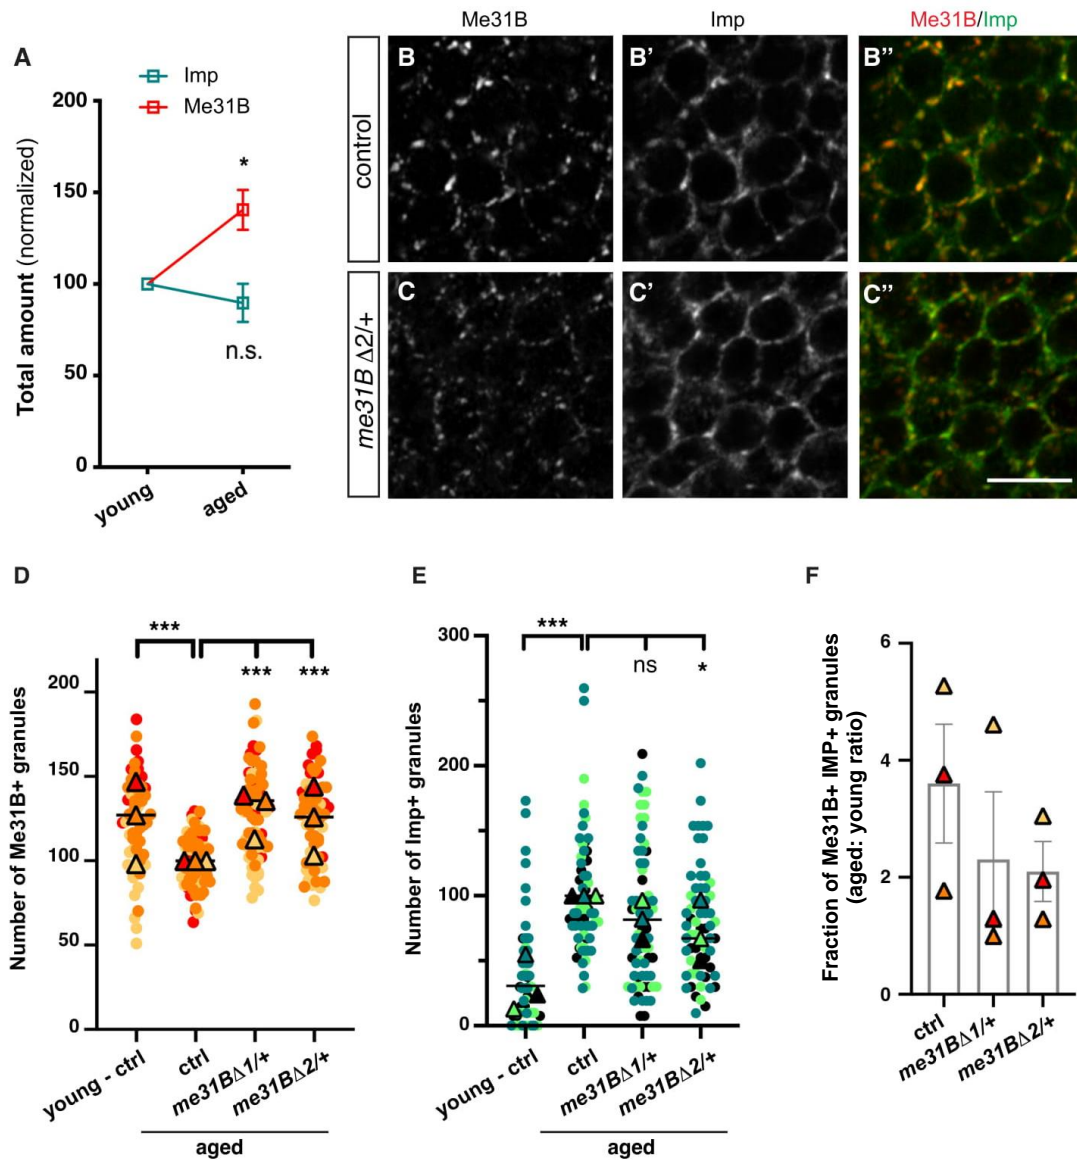 Me31B
Imp
Me31B/Imp
A
Imp
Me31B
Total amount (normalized)
200
150
100
50
0
*
n.s.
young
aged
control
me31B Δ2/+
B
B'
B''
C
C'
C''
D
Number of Me31B+ granules
200
150
100
50
0
***
***
***
young - ctrl
ctrl
me31BΔ1/+
me31BΔ2/+
aged
E
Number of Imp+ granules
300
200
100
0
***
ns
*
young - ctrl
ctrl
me31BΔ1/+
me31BΔ2/+
aged
F
Fraction of Me31B+ IMP+ granules
(aged: young ratio)
6
4
2
0
ctrl
me31BΔ1/+
me31BΔ2/+